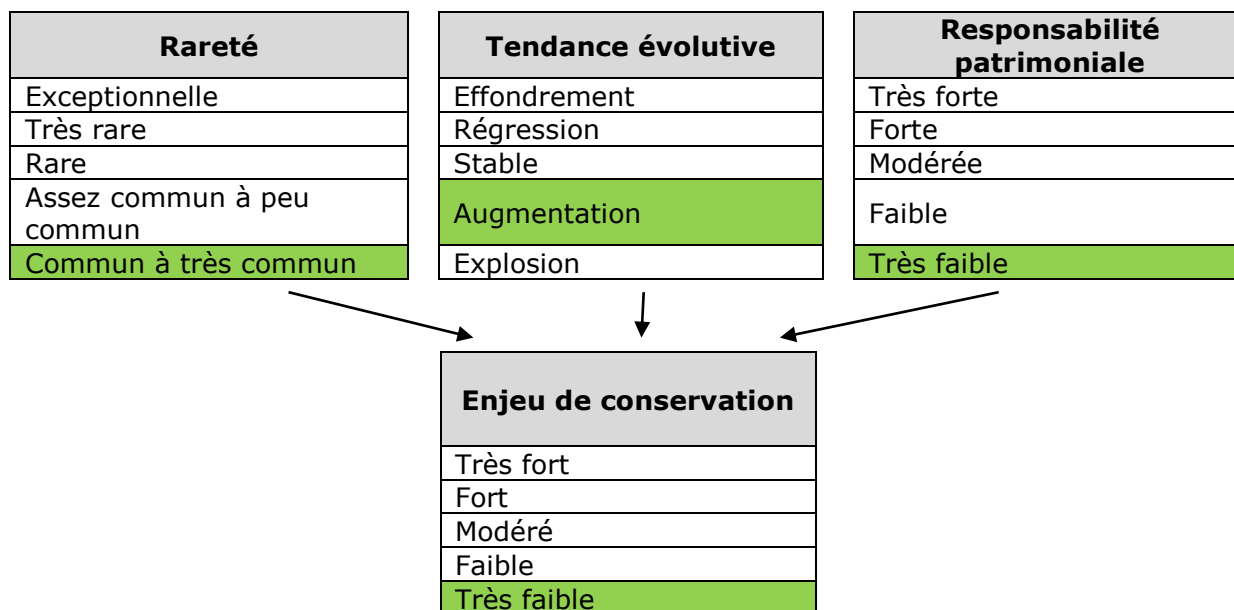 Rareté
Exceptionnelle
Très rare
Rare
Assez commun à peu
commun
Commun à très commun
Tendance évolutive
Effondrement
Régression
Stable
Augmentation
Explosion
Responsabilité
patrimoniale
Très forte
Forte
Modérée
Faible
Très faible
Enjeu de conservation
Très fort
Fort
Modéré
Faible
Très faible